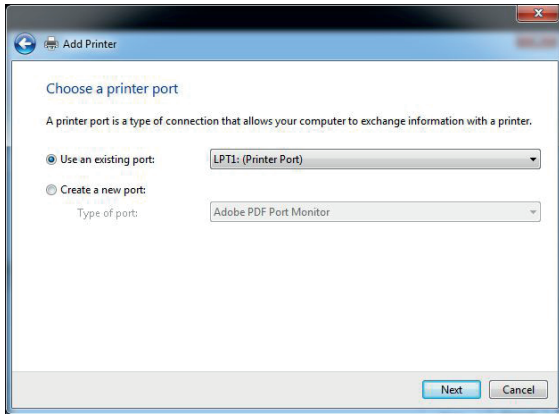 Add Printer
Choose a printer port
A printer port is a type of connection that allows your computer to exchange information with a printer.
Use an existing port: LPT1: (Printer Port)
Create a new port:
Type of port: Adobe PDF Port Monitor
Next Cancel